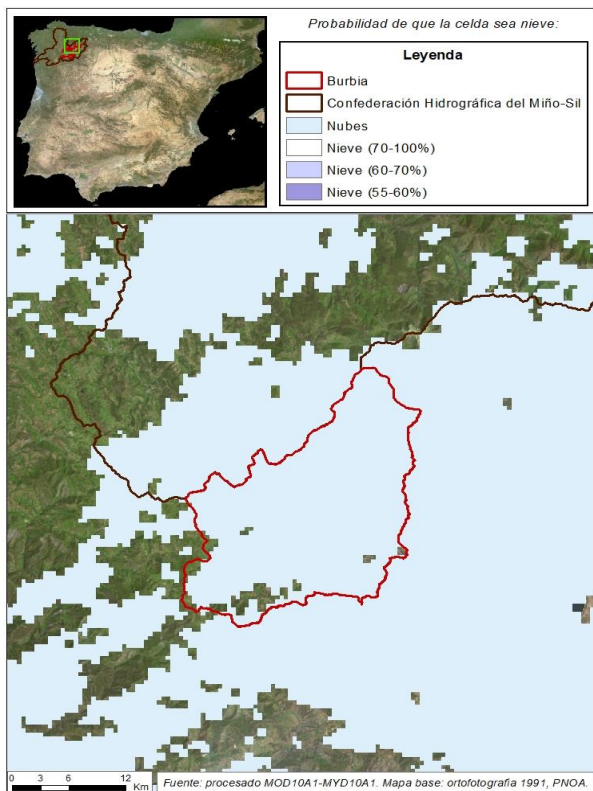 Probabilidad de que la celda sea nieve:
Leyenda
Burbia
Confederación Hidrográfica del Miño-Sil
Nubes
Nieve (70-100%)
Nieve (60-70%)
Nieve (55-60%)
0 3 6 12
Km
Fuente: procesado MOD10A1-MYD10A1. Mapa base: ortofotografía 1991, PNOA.